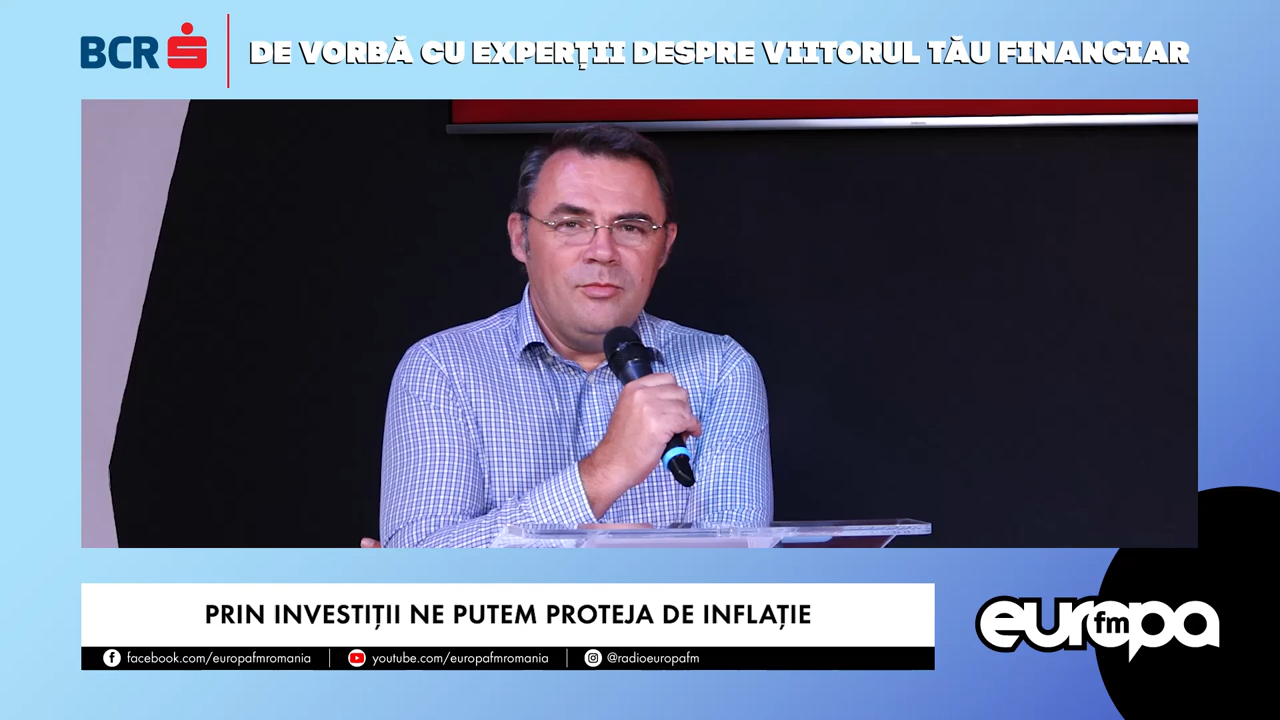 BCR
DE VORBĂ CU EXPERȚII DESPRE VIITORUL TĂU FINANCIAR
PRIN INVESTIȚII NE PUTEM PROTEJA DE INFLAȚIE
facebook.com/europafmromania
youtube.com/europafmromania
@radioeuropafm
europa fm